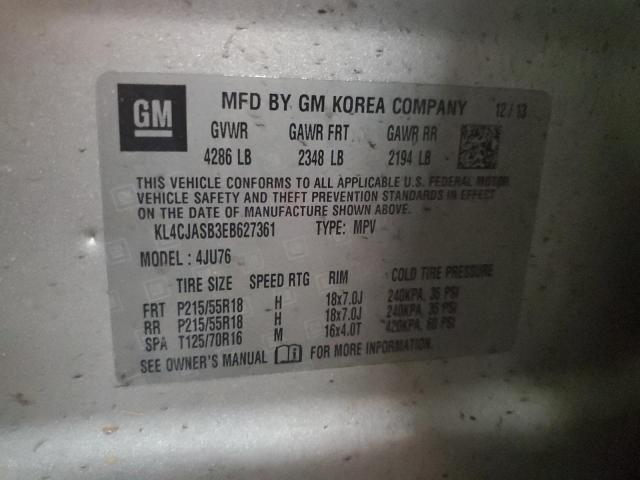 GM MFD BY GM KOREA COMPANY 12/13
GVWR GAWR FRT GAWR RR
4286 LB 2348 LB 2194 LB
THIS VEHICLE CONFORMS TO ALL APPLICABLE U.S. FEDERAL MOTOR
VEHICLE SAFETY AND THEFT PREVENTION STANDARDS IN EFFECT
ON THE DATE OF MANUFACTURE SHOWN ABOVE.
KL4CJASB3EB627361 TYPE: MPV
MODEL : 4JU76
TIRE SIZE SPEED RTG RIM COLD TIRE PRESSURE
FRT P215/55R18 H 18x7.0J 240KPA, 35 PSI
RR P215/55R18 H 18x7.0J 240KPA, 35 PSI
SPA T125/70R16 M 16x4.0T 420KPA, 60 PSI
SEE OWNER'S MANUAL FOR MORE INFORMATION.